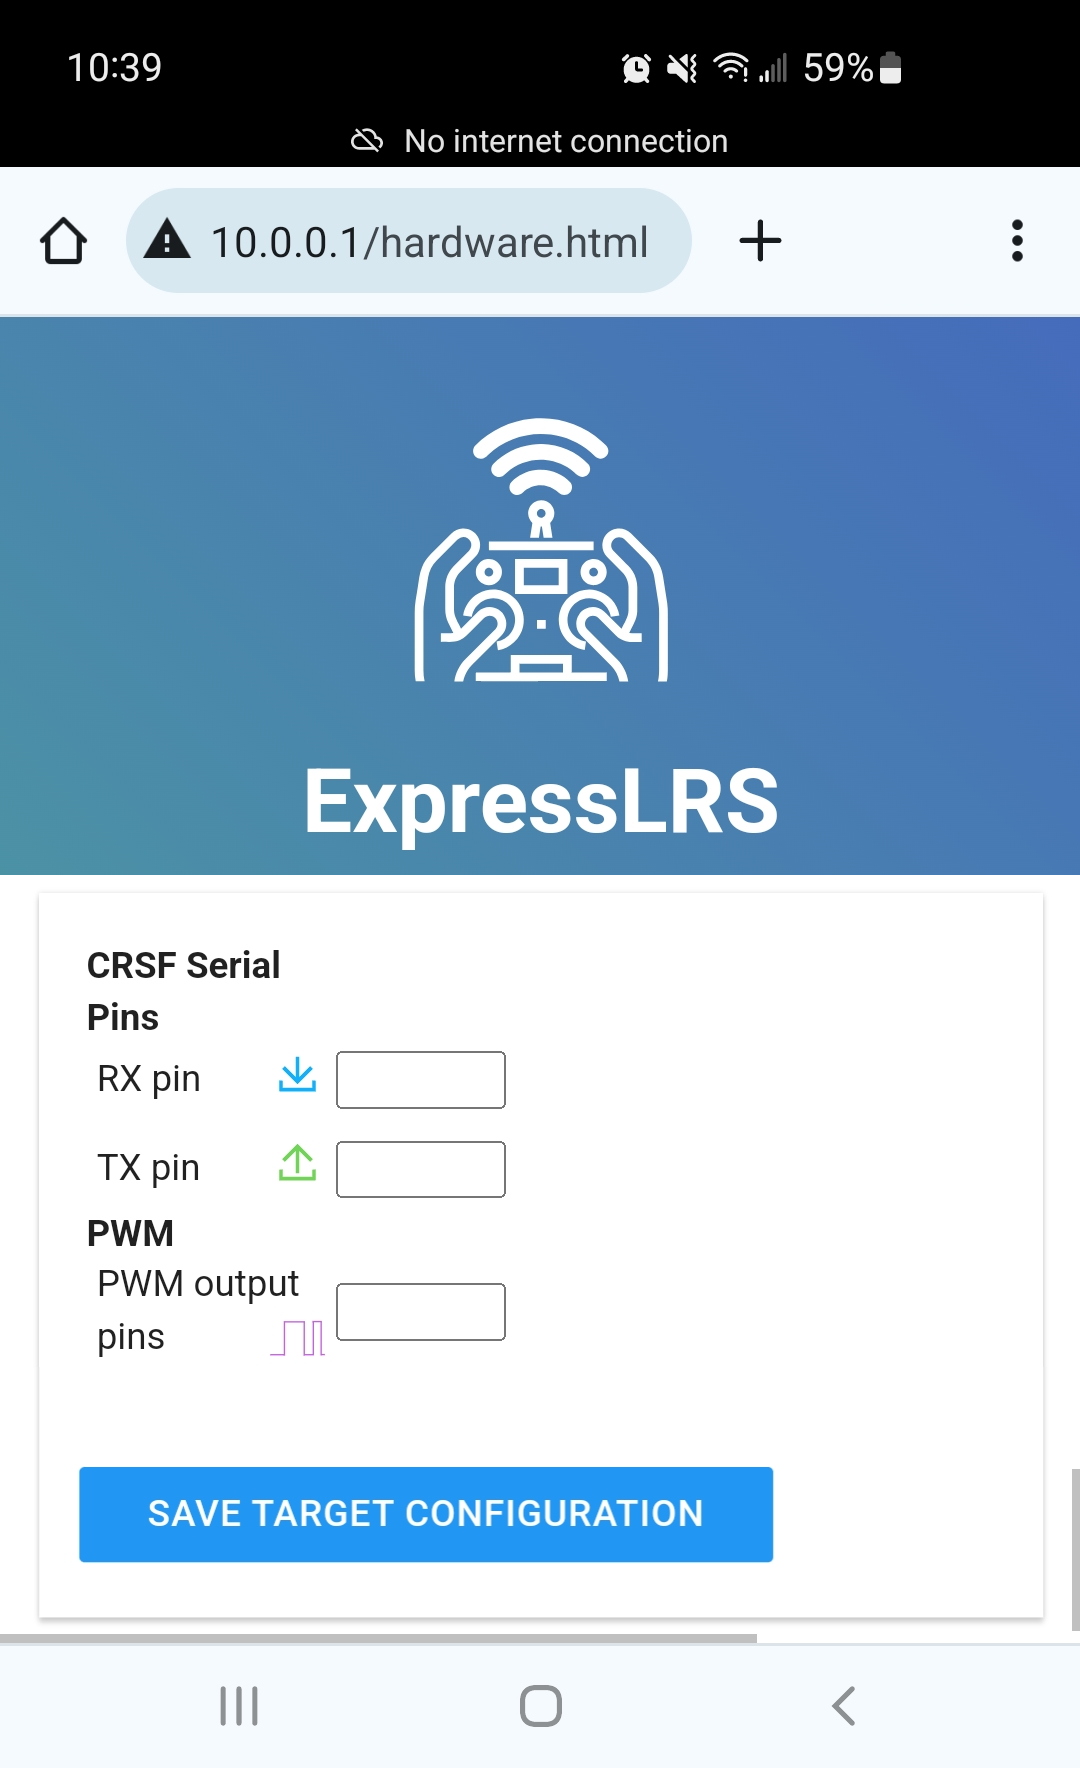 10:39
59%
No internet connection
10.0.0.1/hardware.html
ExpressLRS
CRSF Serial
Pins
RX pin
TX pin
PWM
PWM output
pins
SAVE TARGET CONFIGURATION